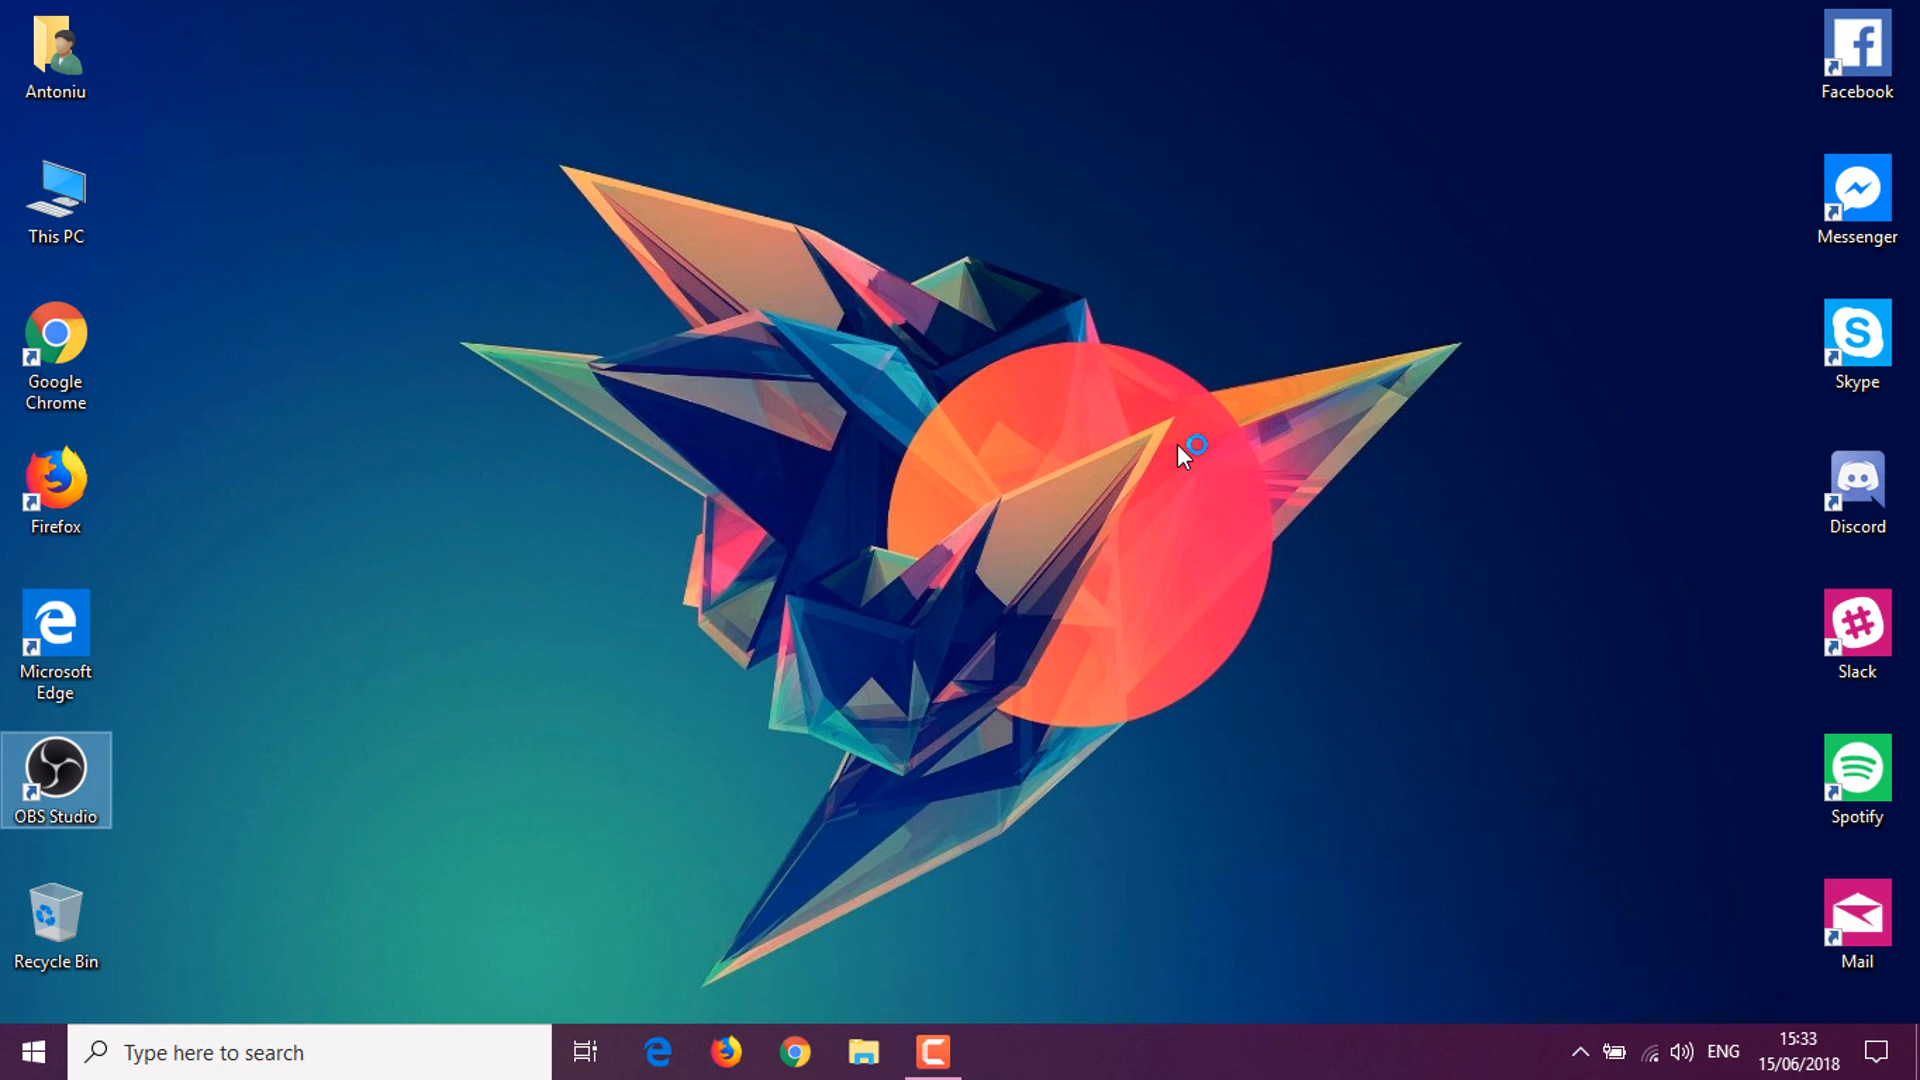 Antoniu
This PC
Google
Chrome
Firefox
Microsoft
Edge
OBS Studio
Recycle Bin
Facebook
Messenger
Skype
Discord
Slack
Spotify
Mail
Type here to search
ENG
15:33
15/06/2018